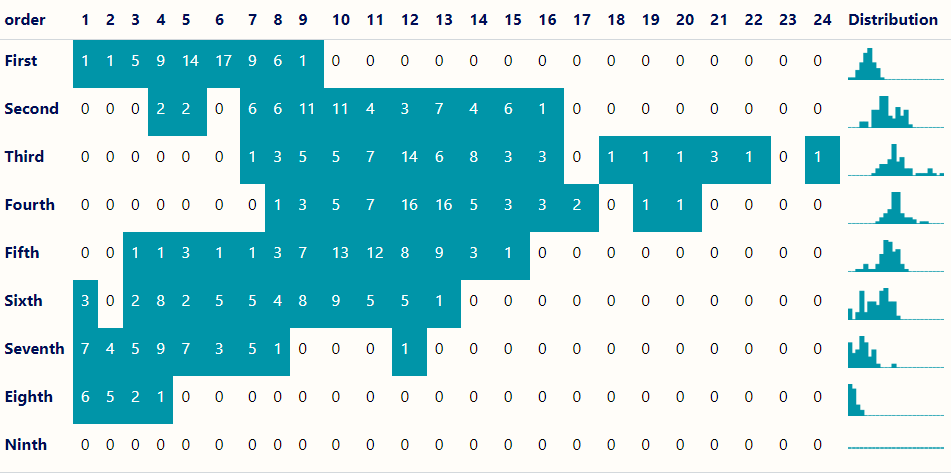 order 1 2 3 4 5 6 7 8 9 10 11 12 13 14 15 16 17 18 19 20 21 22 23 24 Distribution
First 1 1 5 9 14 17 9 6 1 0 0 0 0 0 0 0 0 0 0 0 0 0 0 0
Second 0 0 0 2 2 0 6 6 11 11 4 3 7 4 6 1 0 0 0 0 0 0 0 0
Third 0 0 0 0 0 0 1 3 5 5 7 14 6 8 3 3 0 1 1 1 3 1 0 1
Fourth 0 0 0 0 0 0 0 1 3 5 7 16 16 5 3 3 2 0 1 1 0 0 0 0
Fifth 0 0 1 1 3 1 1 3 7 13 12 8 9 3 1 0 0 0 0 0 0 0 0 0
Sixth 3 0 2 8 2 5 5 4 8 9 5 5 1 0 0 0 0 0 0 0 0 0 0 0
Seventh 7 4 5 9 7 3 5 1 0 0 0 1 0 0 0 0 0 0 0 0 0 0 0 0
Eighth 6 5 2 1 0 0 0 0 0 0 0 0 0 0 0 0 0 0 0 0 0 0 0 0
Ninth 0 0 0 0 0 0 0 0 0 0 0 0 0 0 0 0 0 0 0 0 0 0 0 0